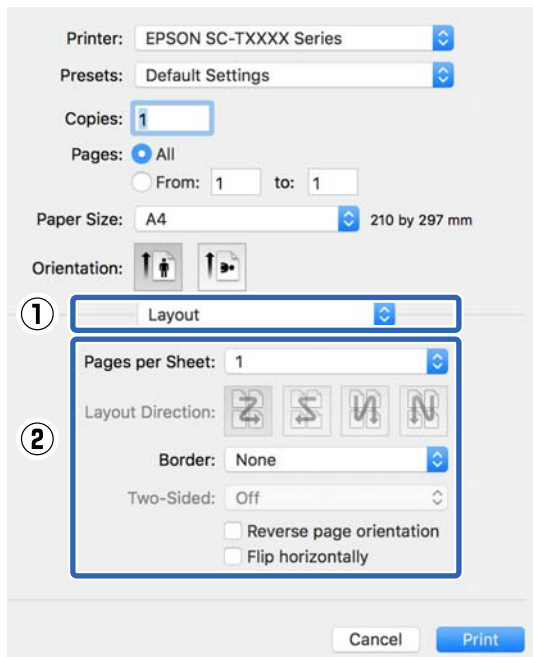 Printer: EPSON SC-TXXXX Series
Presets: Default Settings
Copies: 1
Pages: All
From: 1 to: 1
Paper Size: A4 210 by 297 mm
Orientation:
① Layout
Pages per Sheet: 1
Layout Direction:
②
Border: None
Two-Sided: Off
Reverse page orientation
Flip horizontally
Cancel Print